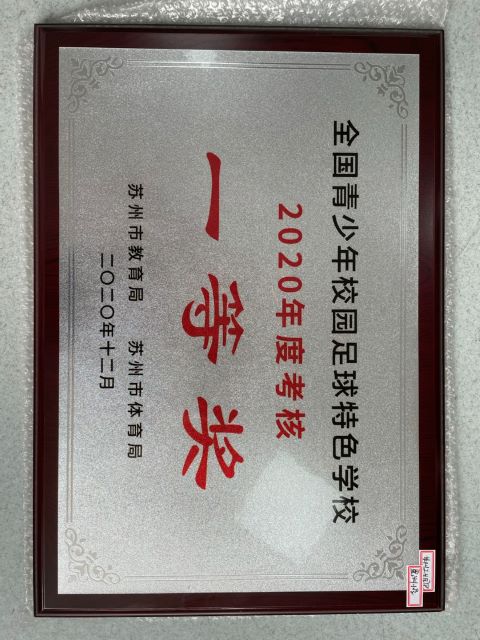 全国青少年校园足球特色学校
2020年度考核
一等奖
苏州市教育局 苏州市体育局
二〇二〇年十二月